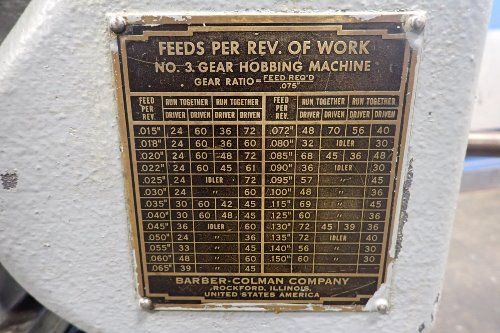 FEEDS PER REV. OF WORK
NO. 3 GEAR HOBBING MACHINE
GEAR RATIO = FEED REQ'D
.075"
FEED PER REV. RUN TOGETHER RUN TOGETHER FEED PER REV. RUN TOGETHER RUN TOGETHER
DRIVER DRIVEN DRIVER DRIVEN DRIVER DRIVEN DRIVER DRIVEN
.015" 24 60 36 72 .072" 48 70 56 40
.018" 24 60 36 60 .080" 32 IDLER 30
.020" 24 60 48 72 .085" 68 45 36 48
.022" 24 60 45 61 .090" 36 IDLER 30
.025" 24 IDLER 72 .095" 57 " 45
.030" 24 " 60 .100" 48 " 36
.035" 30 60 42 45 .115" 69 " 45
.040" 30 60 48 45 .125" 60 " 36
.045" 36 IDLER 60 .130" 72 45 39 36
.050" 24 " 36 .135" 72 IDLER 40
.055" 33 " 45 .140" 56 " 30
.060" 48 " 60 .150" 60 " 30
.065" 39 " 45
BARBER-COLMAN COMPANY
ROCKFORD, ILLINOIS,
UNITED STATES AMERICA